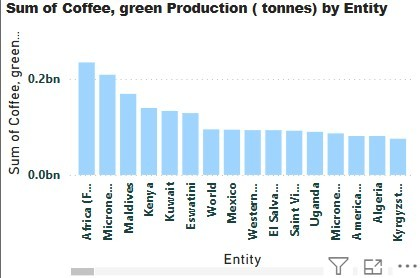 Sum of Coffee, green Production ( tonnes) by Entity
Sum of Coffee, green...
0.2bn
0.0bn
Africa (F...
Microne...
Maldives
Kenya
Kuwait
Eswatini
World
Mexico
Western...
El Salva...
Saint Vi...
Uganda
Microne...
America...
Algeria
Kyrgyzst...
Entity